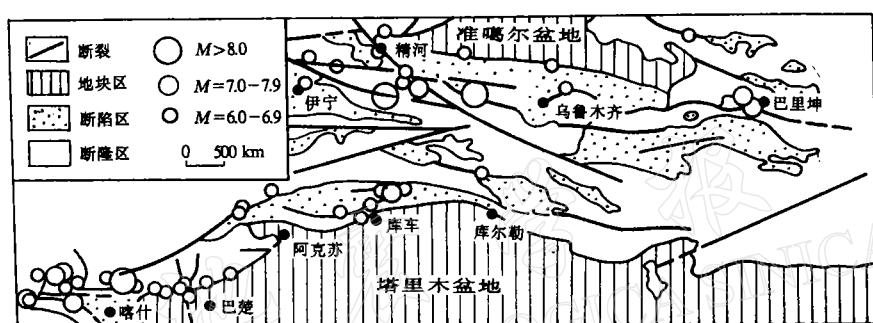 断裂 M>8.0
地块区 M=7.0-7.9
断陷区 M=6.0-6.9
断隆区 0 500 km
准噶尔盆地
精河
伊宁
乌鲁木齐
巴里坤
库车
库尔勒
阿克苏
塔里木盆地
喀什
巴楚